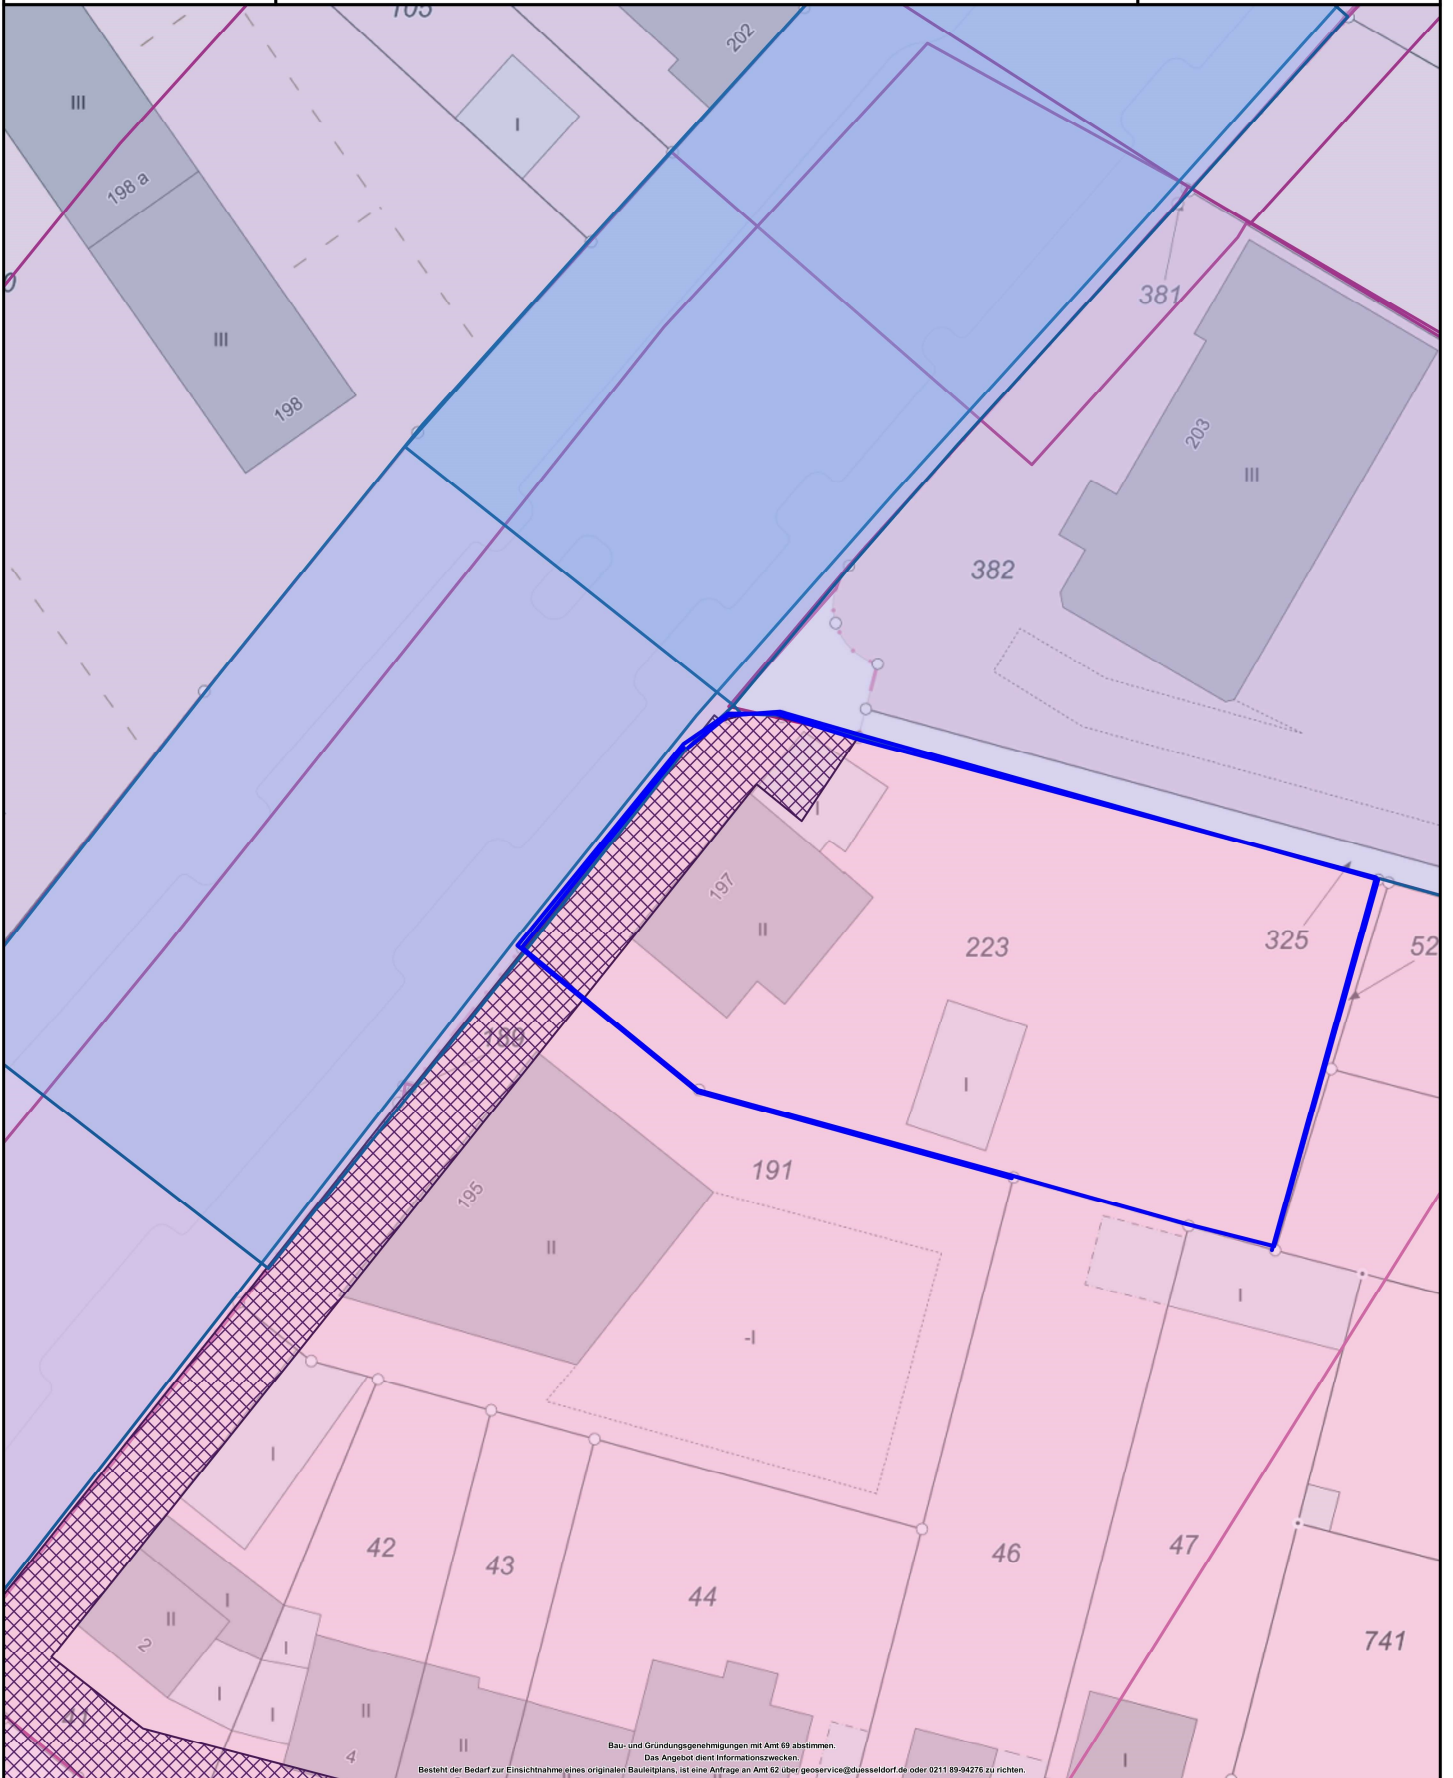 105
202
III
I
198 a
0
381
III
203
198
III
382
I
197
II
223
325
52
189
I
191
195
II
I
-I
I
42
43
46
47
44
I
II
I
2
741
I
I
II
41
4
II
I
Bau- und Gründungsgenehmigungen mit Amt 69 abstimmen.
Das Angebot dient Informationszwecken.
Besteht der Bedarf zur Einsichtnahme eines originalen Bauleitplans, ist eine Anfrage an Amt 62 über geoservice@duesseldorf.de oder 0211 89-94276 zu richten.